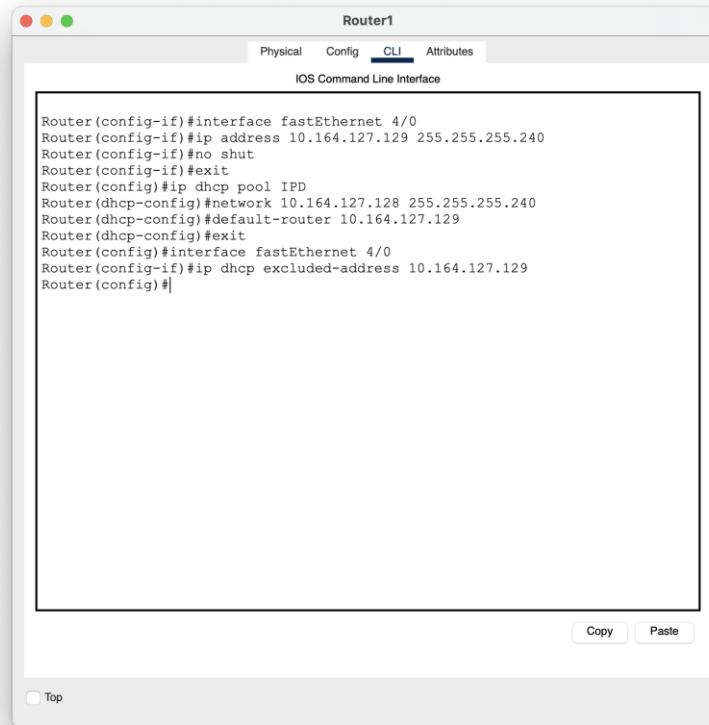 Router1
Physical Config CLI Attributes
IOS Command Line Interface
Router(config-if)#interface fastEthernet 4/0
Router(config-if)#ip address 10.164.127.129 255.255.255.240
Router(config-if)#no shut
Router(config-if)#exit
Router(config)#ip dhcp pool IPD
Router(dhcp-config)#network 10.164.127.128 255.255.255.240
Router(dhcp-config)#default-router 10.164.127.129
Router(dhcp-config)#exit
Router(config)#interface fastEthernet 4/0
Router(config-if)#ip dhcp excluded-address 10.164.127.129
Router(config)#
Copy Paste
Top